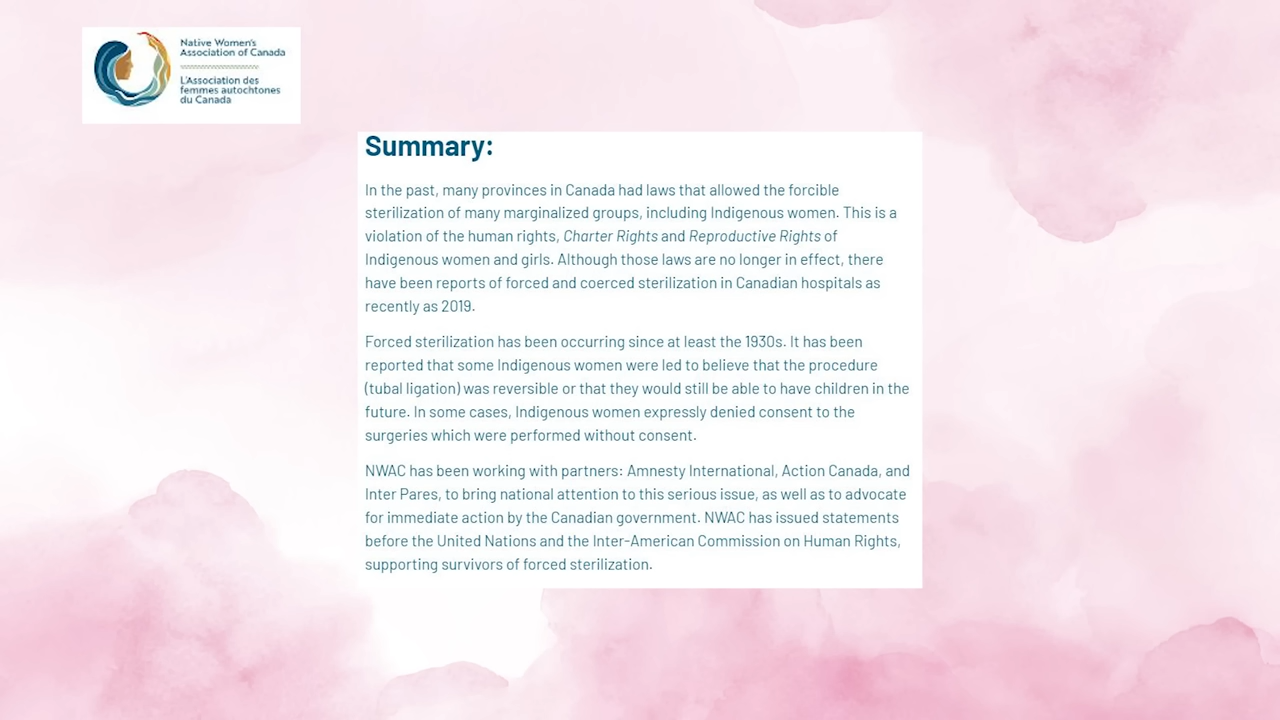 Native Women's
Association of Canada
L'Association des
femmes autochtones
du Canada
Summary:
In the past, many provinces in Canada had laws that allowed the forcible
sterilization of many marginalized groups, including Indigenous women. This is a
violation of the human rights, Charter Rights and Reproductive Rights of
Indigenous women and girls. Although those laws are no longer in effect, there
have been reports of forced and coerced sterilization in Canadian hospitals as
recently as 2019.
Forced sterilization has been occurring since at least the 1930s. It has been
reported that some Indigenous women were led to believe that the procedure
(tubal ligation) was reversible or that they would still be able to have children in the
future. In some cases, Indigenous women expressly denied consent to the
surgeries which were performed without consent.
NWAC has been working with partners: Amnesty International, Action Canada, and
Inter Pares, to bring national attention to this serious issue, as well as to advocate
for immediate action by the Canadian government. NWAC has issued statements
before the United Nations and the Inter-American Commission on Human Rights,
supporting survivors of forced sterilization.